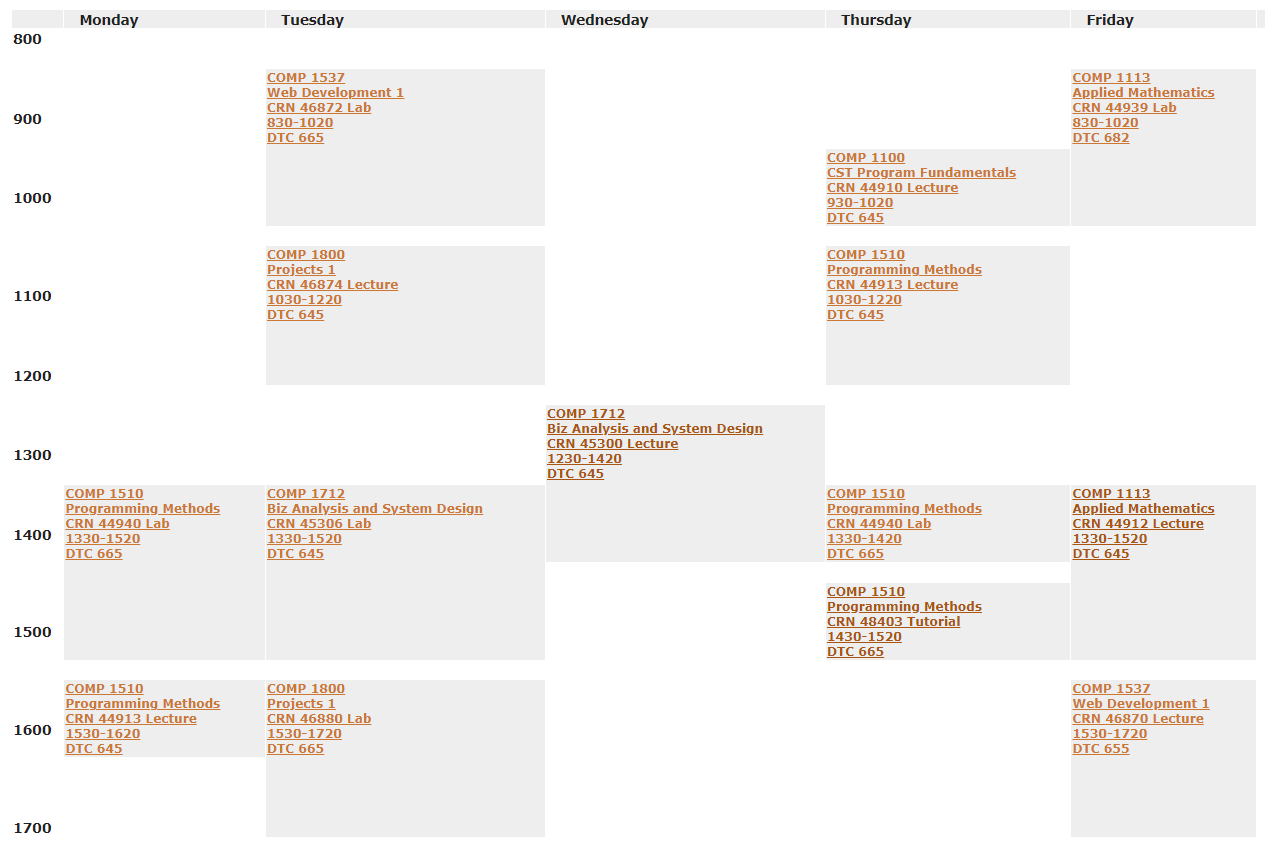 Monday Tuesday Wednesday Thursday Friday
800
COMP 1537
Web Development 1
CRN 46872 Lab
830-1020
DTC 665
COMP 1113
Applied Mathematics
CRN 44939 Lab
830-1020
DTC 682
900
COMP 1100
CST Program Fundamentals
CRN 44910 Lecture
930-1020
DTC 645
1000
COMP 1800
Projects 1
CRN 46874 Lecture
1030-1220
DTC 645
COMP 1510
Programming Methods
CRN 44913 Lecture
1030-1220
DTC 645
1100
1200
COMP 1712
Biz Analysis and System Design
CRN 45300 Lecture
1230-1420
DTC 645
1300
COMP 1510
Programming Methods
CRN 44940 Lab
1330-1520
DTC 665
COMP 1712
Biz Analysis and System Design
CRN 45306 Lab
1330-1520
DTC 645
COMP 1510
Programming Methods
CRN 44940 Lab
1330-1420
DTC 665
COMP 1113
Applied Mathematics
CRN 44912 Lecture
1330-1520
DTC 645
1400
COMP 1510
Programming Methods
CRN 48403 Tutorial
1430-1520
DTC 665
1500
COMP 1510
Programming Methods
CRN 44913 Lecture
1530-1620
DTC 645
COMP 1800
Projects 1
CRN 46880 Lab
1530-1720
DTC 665
COMP 1537
Web Development 1
CRN 46870 Lecture
1530-1720
DTC 655
1600
1700